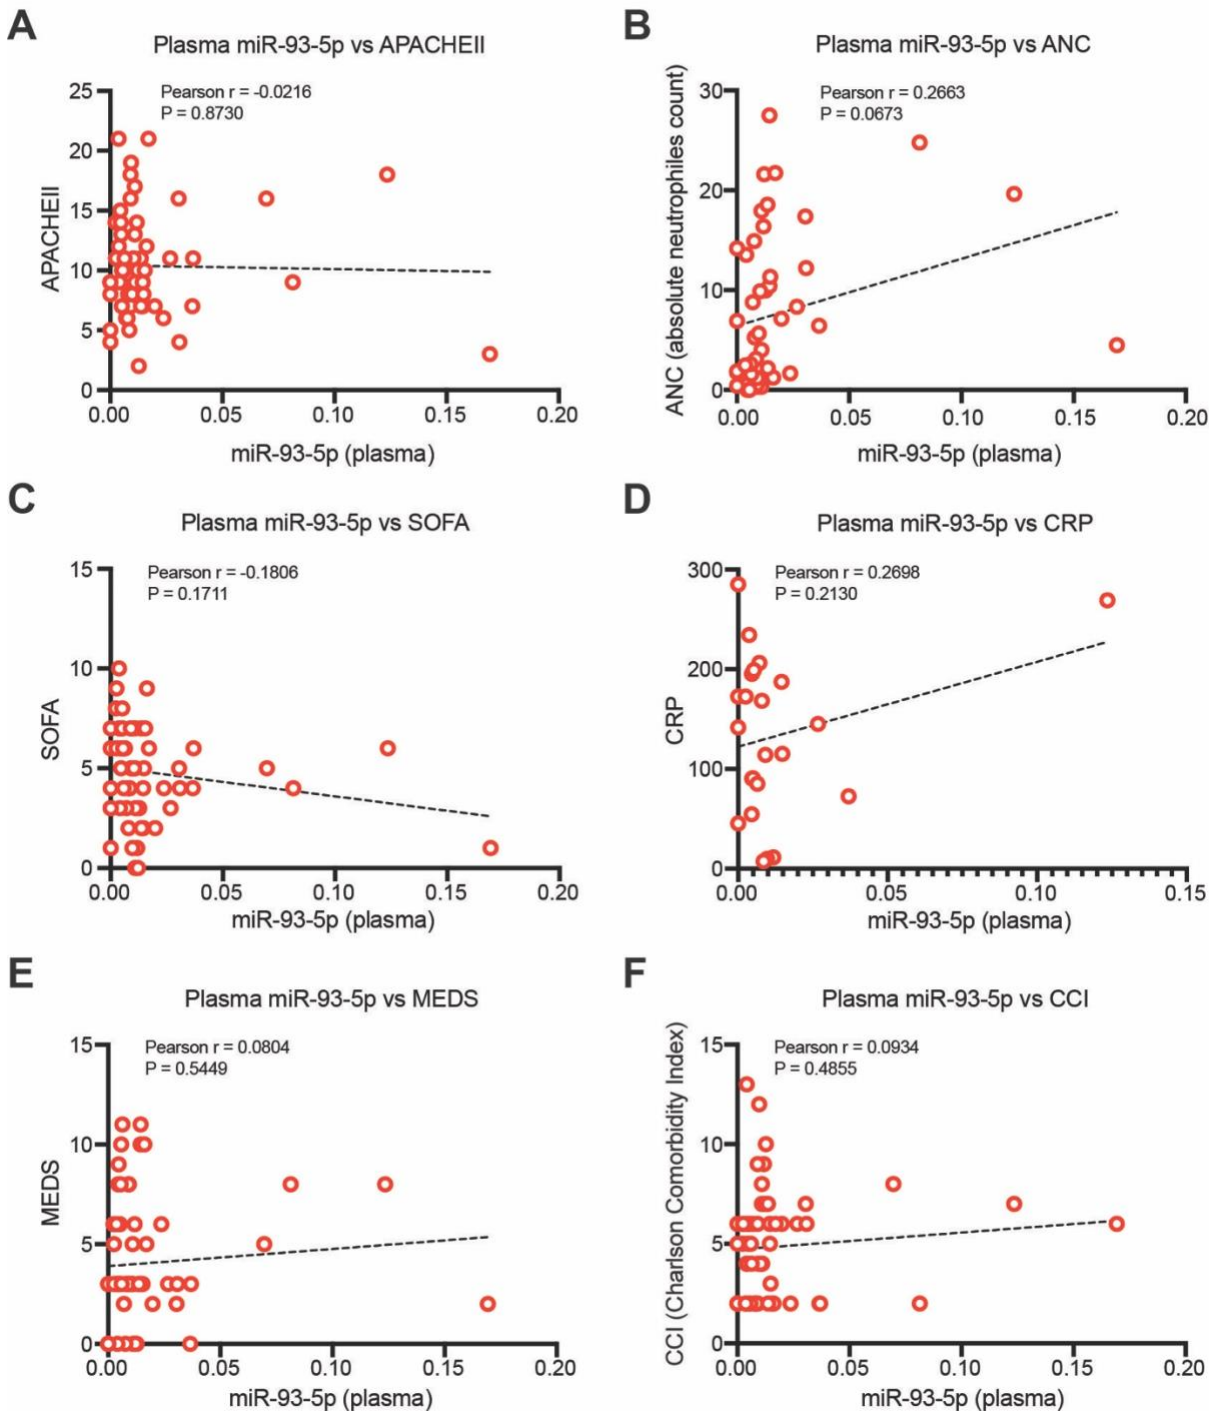 A
Plasma miR-93-5p vs APACHEII
Pearson r = -0.0216
P = 0.8730
APACHEII
25
20
15
10
5
0
0.00 0.05 0.10 0.15 0.20
miR-93-5p (plasma)
B
Plasma miR-93-5p vs ANC
Pearson r = 0.2663
P = 0.0673
ANC (absolute neutrophiles count)
30
20
10
0
0.00 0.05 0.10 0.15 0.20
miR-93-5p (plasma)
C
Plasma miR-93-5p vs SOFA
Pearson r = -0.1806
P = 0.1711
SOFA
15
10
5
0
0.00 0.05 0.10 0.15 0.20
miR-93-5p (plasma)
D
Plasma miR-93-5p vs CRP
Pearson r = 0.2698
P = 0.2130
CRP
300
200
100
0
0.00 0.05 0.10 0.15
miR-93-5p (plasma)
E
Plasma miR-93-5p vs MEDS
Pearson r = 0.0804
P = 0.5449
MEDS
15
10
5
0
0.00 0.05 0.10 0.15 0.20
miR-93-5p (plasma)
F
Plasma miR-93-5p vs CCI
Pearson r = 0.0934
P = 0.4855
CCI (Charlson Comorbidity Index)
15
10
5
0
0.00 0.05 0.10 0.15 0.20
miR-93-5p (plasma)